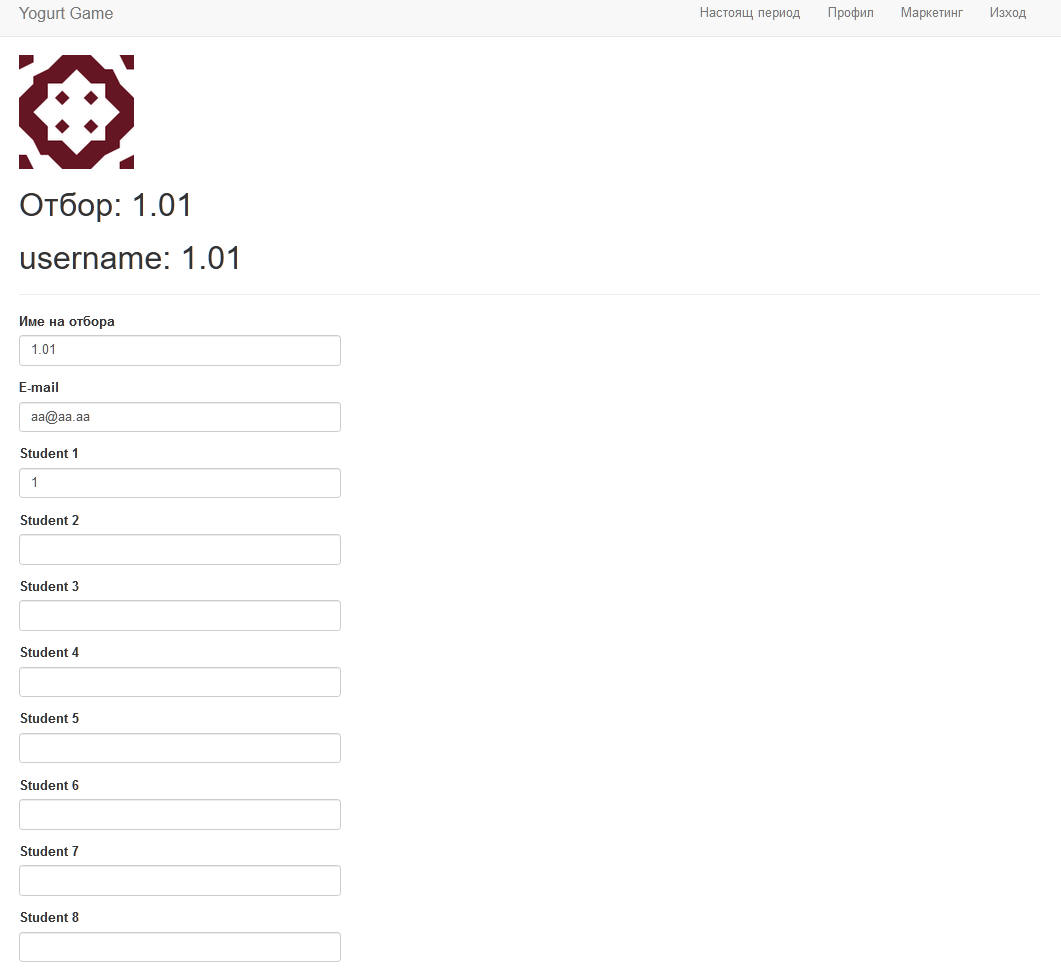 Yogurt Game
Настоящ период Профил Маркетинг Изход
Отбор: 1.01
username: 1.01
Име на отбора
1.01
E-mail
aa@aa.aa
Student 1
1
Student 2
Student 3
Student 4
Student 5
Student 6
Student 7
Student 8